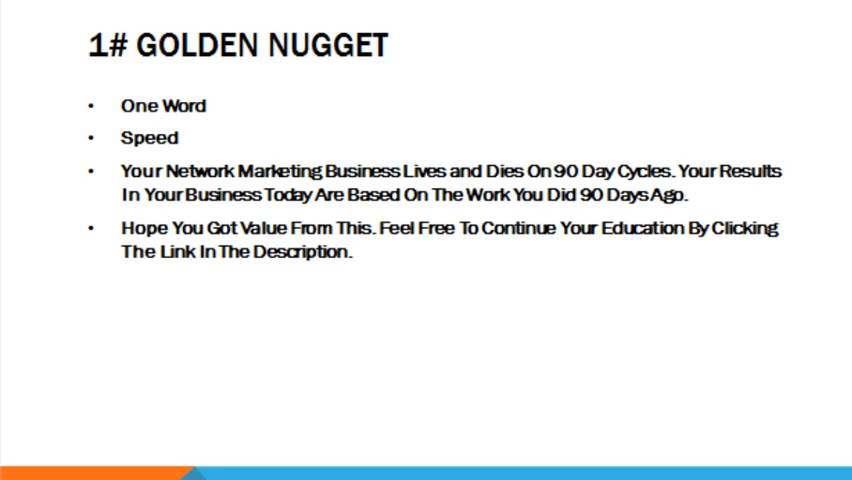 1# GOLDEN NUGGET
• One Word
• Speed
• Your Network Marketing Business Lives and Dies On 90 Day Cycles. Your Results
In Your Business Today Are Based On The Work You Did 90 Days Ago.
• Hope You Got Value From This. Feel Free To Continue Your Education By Clicking
The Link In The Description.